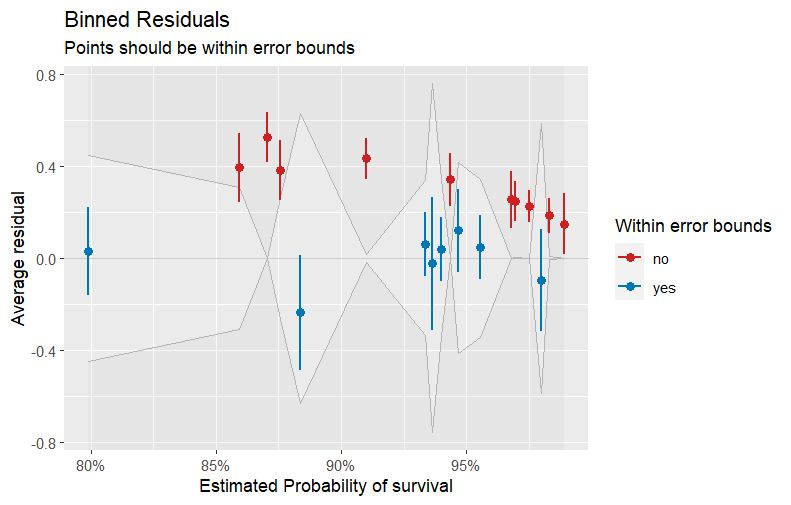 Binned Residuals
Points should be within error bounds
0.8
0.4
0.0
-0.4
-0.8
Average residual
80%
85%
90%
95%
Estimated Probability of survival
Within error bounds
no
yes